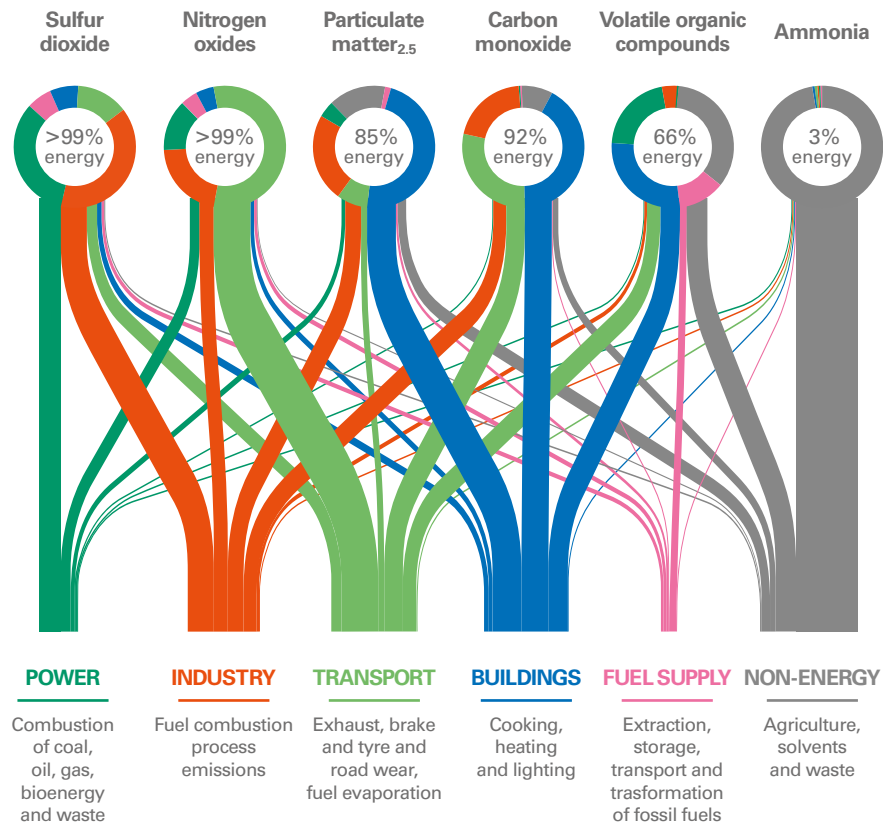 Sulfur
dioxide
Nitrogen
oxides
Particulate
matter2.5
Carbon
monoxide
Volatile organic
compounds
Ammonia
>99%
energy
>99%
energy
85%
energy
92%
energy
66%
energy
3%
energy
POWER
Combustion
of coal,
oil, gas,
bioenergy
and waste
INDUSTRY
Fuel combustion
process
emissions
TRANSPORT
Exhaust, brake
and tyre and
road wear,
fuel evaporation
BUILDINGS
Cooking,
heating
and lighting
FUEL SUPPLY
Extraction,
storage,
transport and
trasformation
of fossil fuels
NON-ENERGY
Agriculture,
solvents
and waste